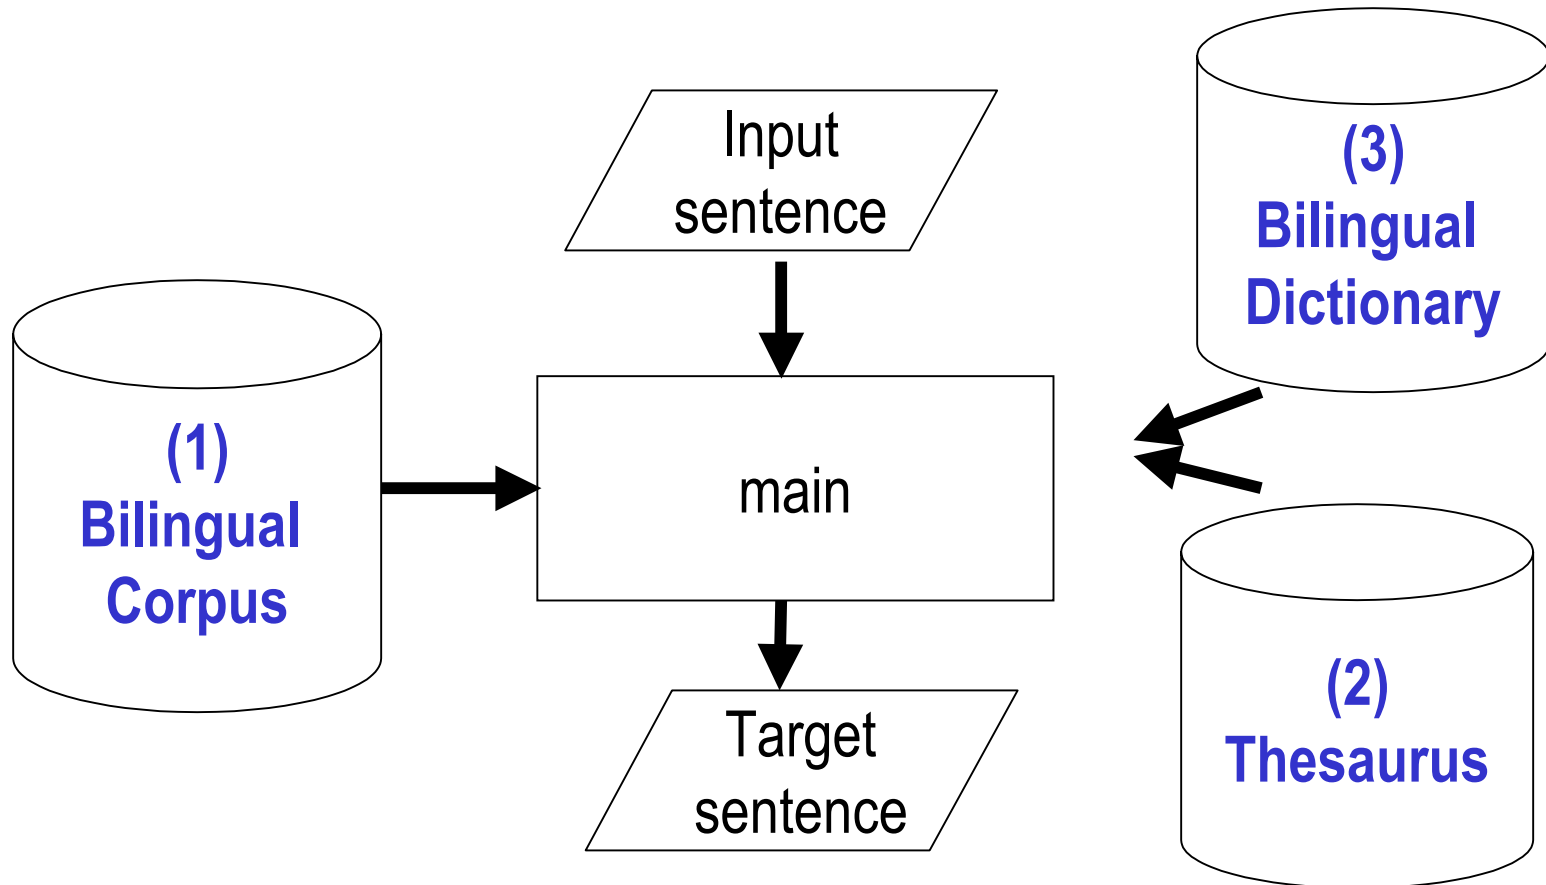 Input
sentence
(1)
Bilingual
Corpus
main
Target
sentence
(3)
Bilingual
Dictionary
(2)
Thesaurus